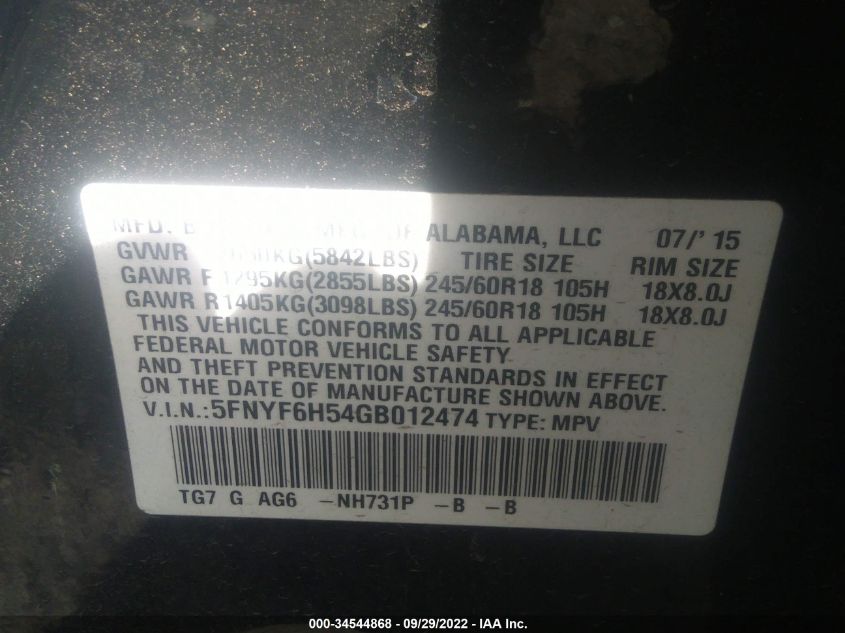 MFD. B OF ALABAMA, LLC 07/' 15
GVWR (5842LBS) TIRE SIZE RIM SIZE
GAWR F 1295KG(2855LBS) 245/60R18 105H 18X8.0J
GAWR R 1405KG(3098LBS) 245/60R18 105H 18X8.0J
THIS VEHICLE CONFORMS TO ALL APPLICABLE
FEDERAL MOTOR VEHICLE SAFETY
AND THEFT PREVENTION STANDARDS IN EFFECT
ON THE DATE OF MANUFACTURE SHOWN ABOVE.
V.I.N.:5FNYF6H54GB012474 TYPE: MPV
TG7 G AG6 -NH731P -B -B
000-34544868 - 09/29/2022 - IAA Inc.